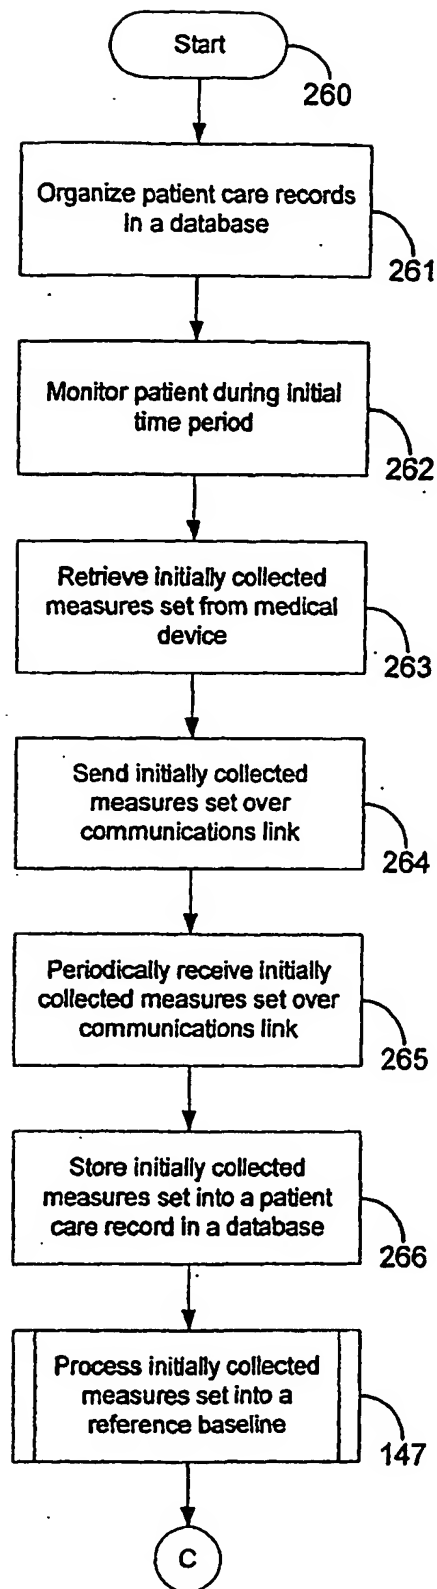 Start
260
Organize patient care records
in a database
261
Monitor patient during initial
time period
262
Retrieve initially collected
measures set from medical
device
263
Send initially collected
measures set over
communications link
264
Periodically receive initially
collected measures set over
communications link
265
Store initially collected
measures set into a patient
care record in a database
266
Process initially collected
measures set into a
reference baseline
147
C